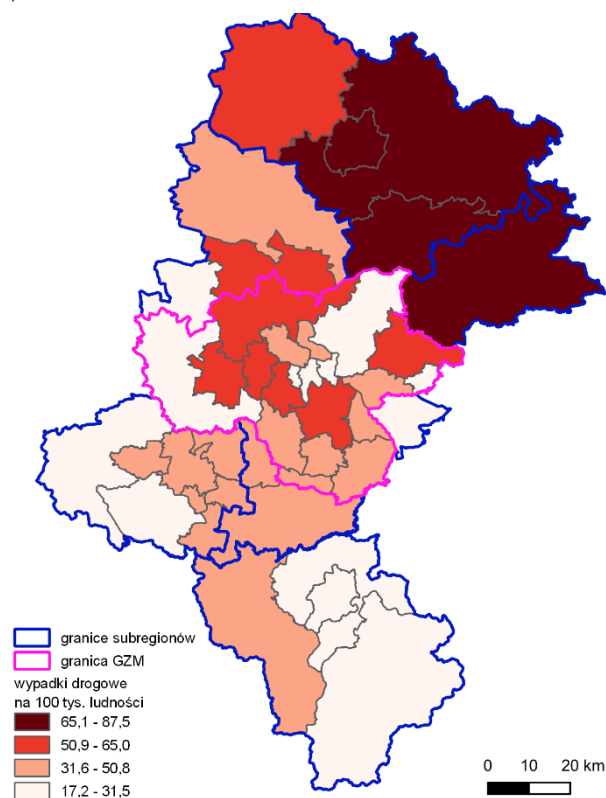 granice subregionów
granica GZM
wypadki drogowe
na 100 tys. ludności
65,1 - 87,5
50,9 - 65,0
31,6 - 50,8
17,2 - 31,5
0 10 20 km